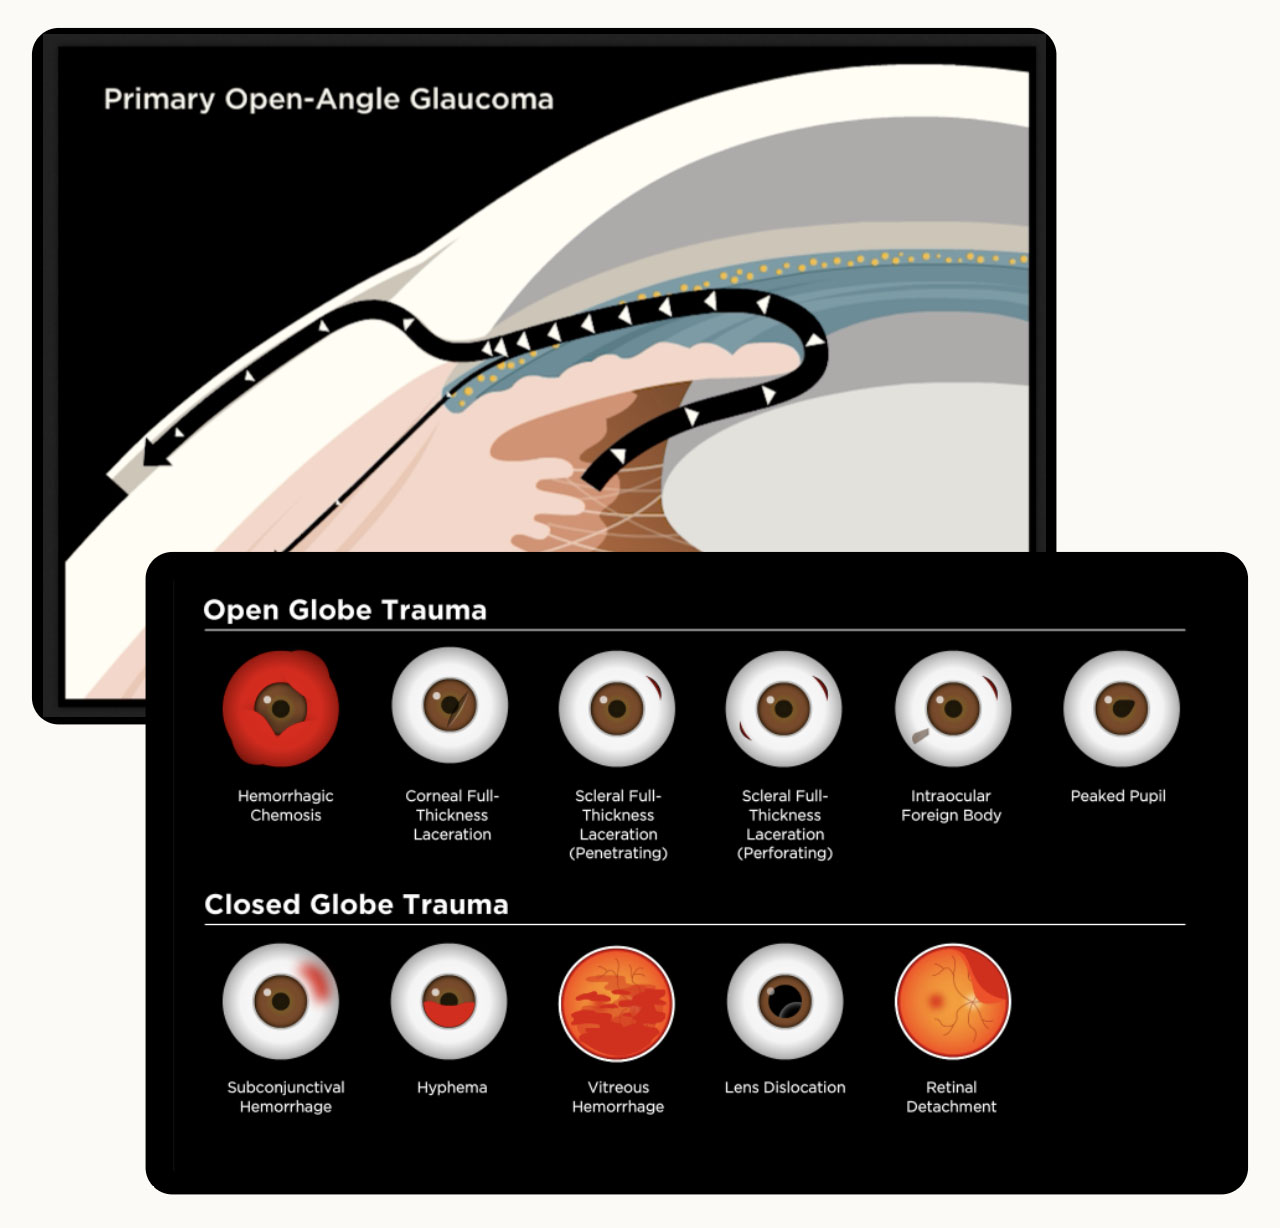 Primary Open-Angle Glaucoma
Open Globe Trauma
Hemorrhagic
Chemosis
Corneal Full-
Thickness
Laceration
Scleral Full-
Thickness
Laceration
(Penetrating)
Scleral Full-
Thickness
Laceration
(Perforating)
Intraocular
Foreign Body
Peaked Pupil
Closed Globe Trauma
Subconjunctival
Hemorrhage
Hyphema
Vitreous
Hemorrhage
Lens Dislocation
Retinal
Detachment